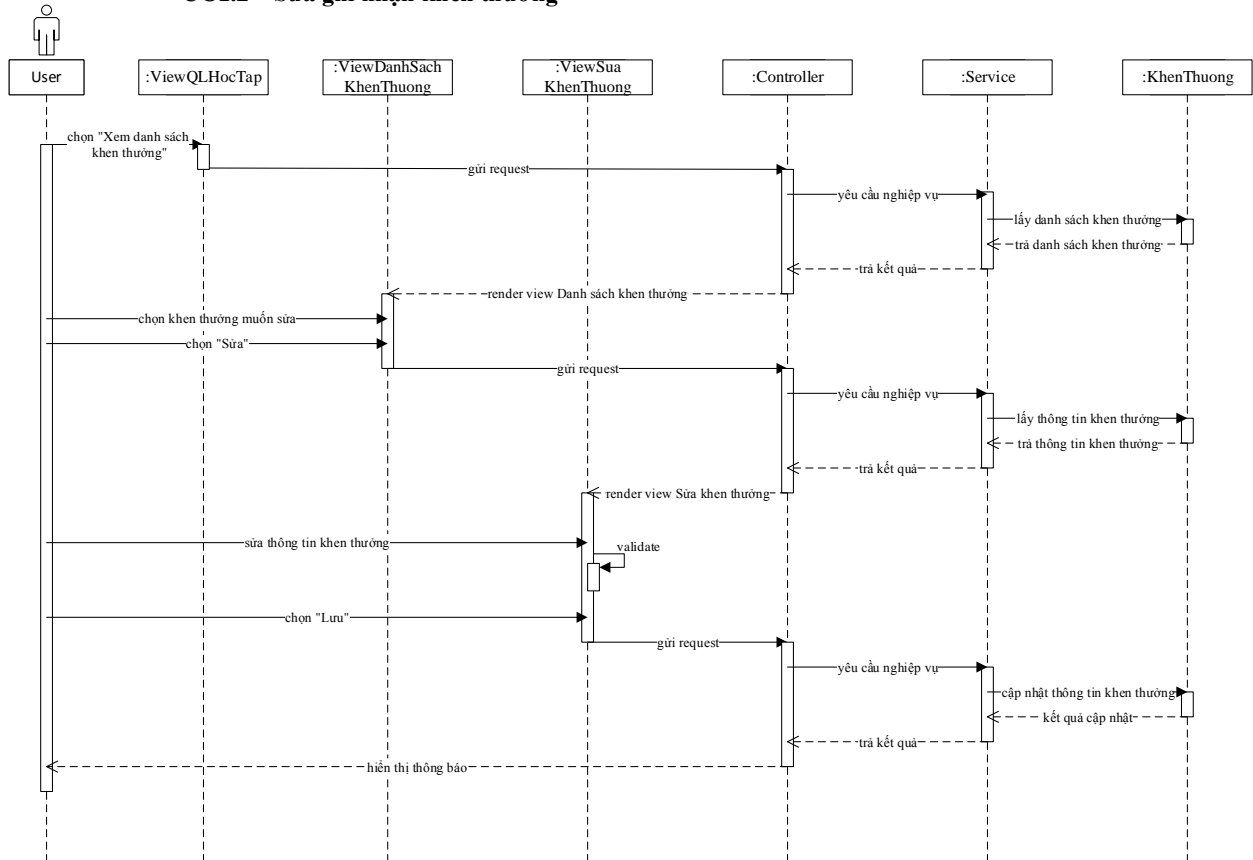 User
:ViewQLHocTap
:ViewDanhSach
KhenThuong
:ViewSua
KhenThuong
:Controller
:Service
:KhenThuong
chọn "Xem danh sách
khen thưởng"
gửi request
yêu cầu nghiệp vụ
lấy danh sách khen thưởng
trả danh sách khen thưởng
trả kết quả
render view Danh sách khen thưởng
chọn khen thưởng muốn sửa
chọn "Sửa"
gửi request
yêu cầu nghiệp vụ
lấy thông tin khen thưởng
trả thông tin khen thưởng
trả kết quả
render view Sửa khen thưởng
sửa thông tin khen thưởng
validate
chọn "Lưu"
gửi request
yêu cầu nghiệp vụ
cập nhật thông tin khen thưởng
kết quả cập nhật
trả kết quả
hiển thị thông báo